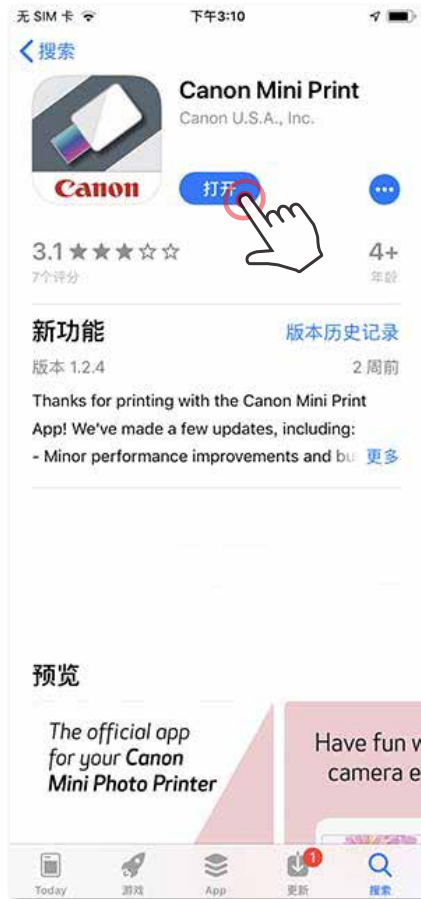 无 SIM 卡 下午3:10
搜索
Canon Mini Print
Canon U.S.A., Inc.
Canon
打开
3.1 ★★★☆☆ 4+
7个评分 年龄
新功能 版本历史记录
版本 1.2.4 2 周前
Thanks for printing with the Canon Mini Print
App! We've made a few updates, including:
- Minor performance improvements and bu 更多
预览
The official app
for your Canon
Mini Photo Printer
Have fun w
camera e
1
Today 游戏 App 更新 搜索